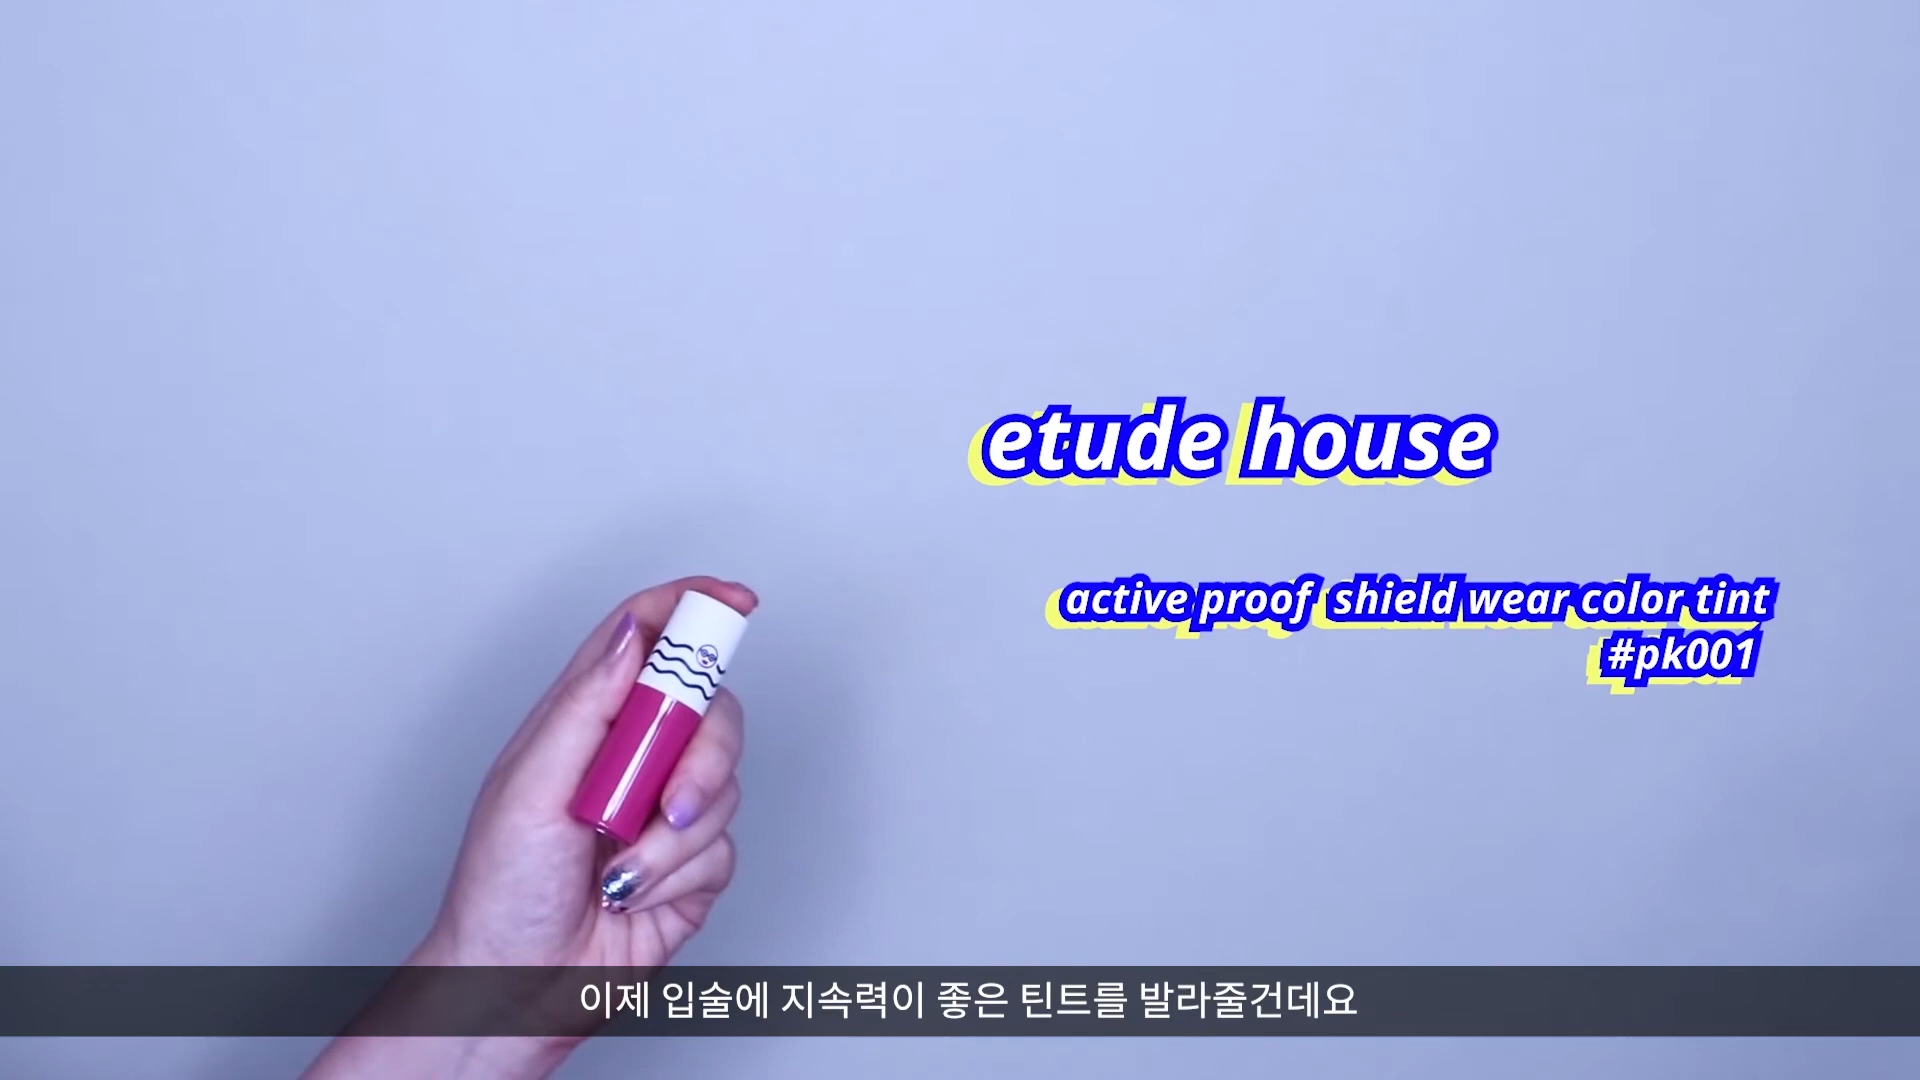 etude house
active proof shield wear color tint
#pk001
이제 입술에 지속력이 좋은 틴트를 발라줄건데요